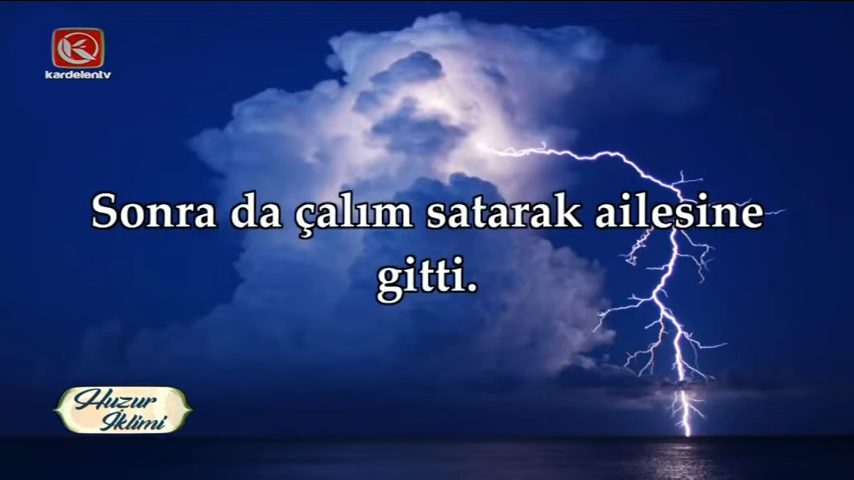 kardelentv
Sonra da çalım satarak ailesine
gitti.
Huzur
İklimi